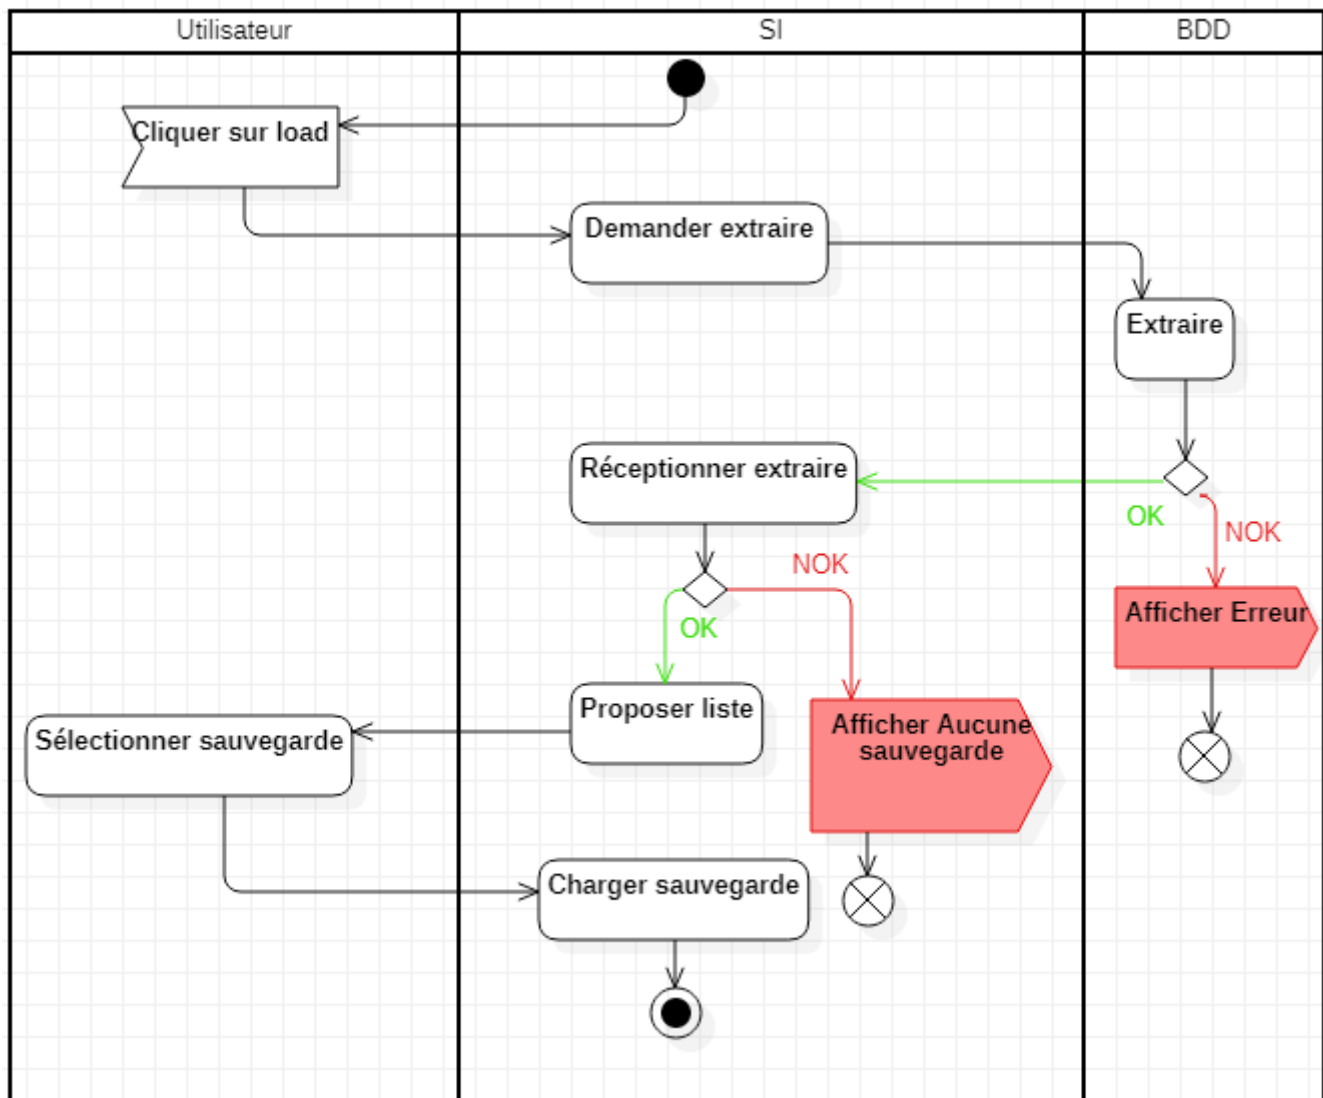 Utilisateur
SI
BDD
Cliquer sur load
Demander extraire
Extraire
Réceptionner extraire
OK
NOK
NOK
OK
Afficher Erreur
Proposer liste
Afficher Aucune
sauvegarde
Sélectionner sauvegarde
Charger sauvegarde